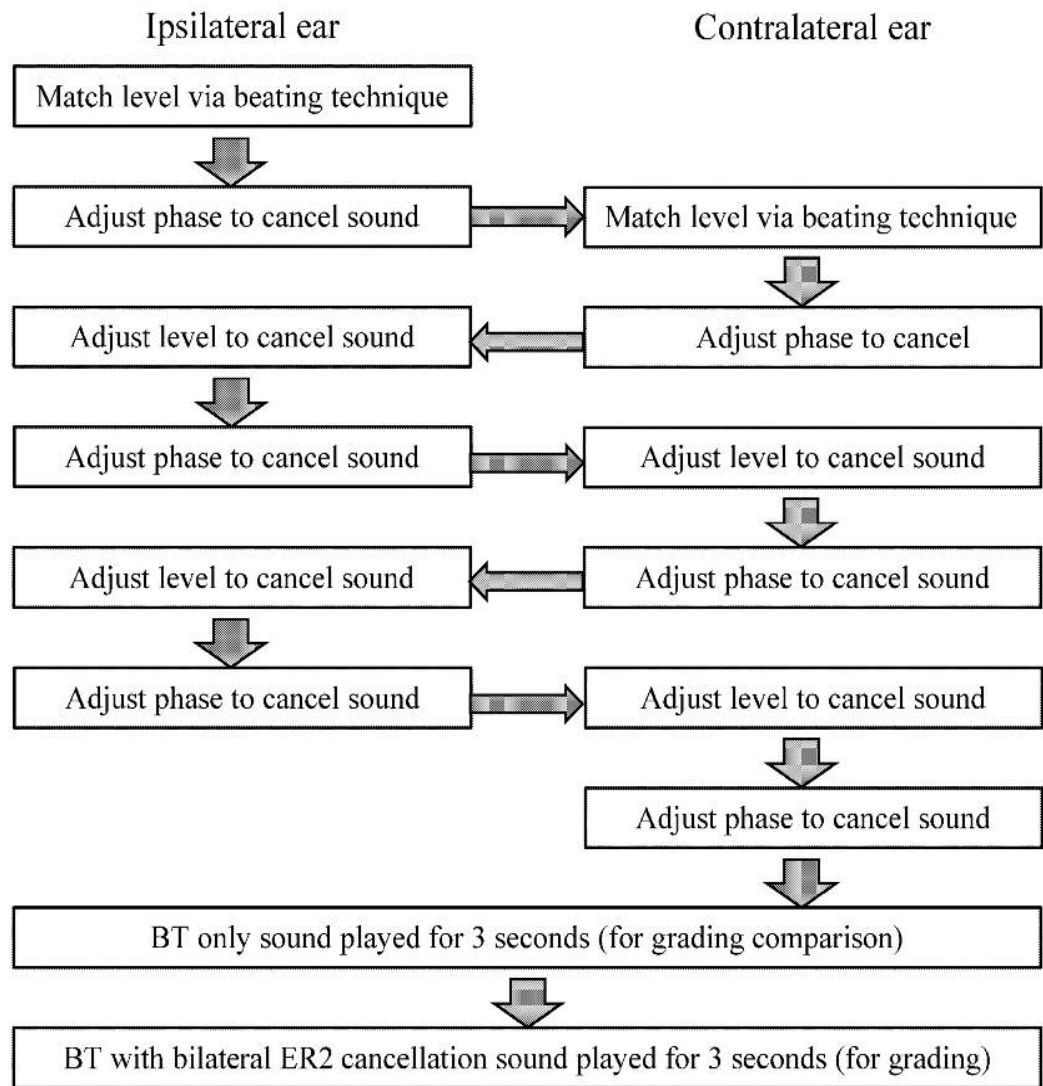 Ipsilateral ear
Contralateral ear
Match level via beating technique
Adjust phase to cancel sound
Match level via beating technique
Adjust phase to cancel
Adjust level to cancel sound
Adjust phase to cancel sound
Adjust level to cancel sound
Adjust phase to cancel sound
Adjust level to cancel sound
Adjust phase to cancel sound
Adjust level to cancel sound
Adjust phase to cancel sound
BT only sound played for 3 seconds (for grading comparison)
BT with bilateral ER2 cancellation sound played for 3 seconds (for grading)